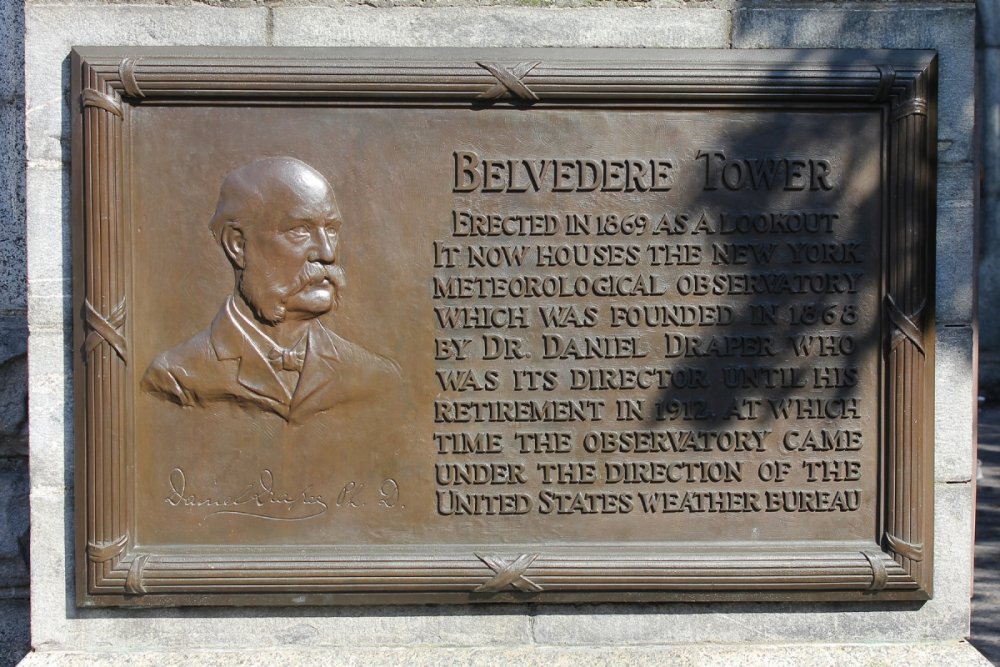 BELVEDERE TOWER
ERECTED IN 1869 AS A LOOKOUT
IT NOW HOUSES THE NEW YORK
METEOROLOGICAL OBSERVATORY
WHICH WAS FOUNDED IN 1868
BY DR. DANIEL DRAPER WHO
WAS ITS DIRECTOR UNTIL HIS
RETIREMENT IN 1912, AT WHICH
TIME THE OBSERVATORY CAME
UNDER THE DIRECTION OF THE
UNITED STATES WEATHER BUREAU
Daniel Draper Ph. D.